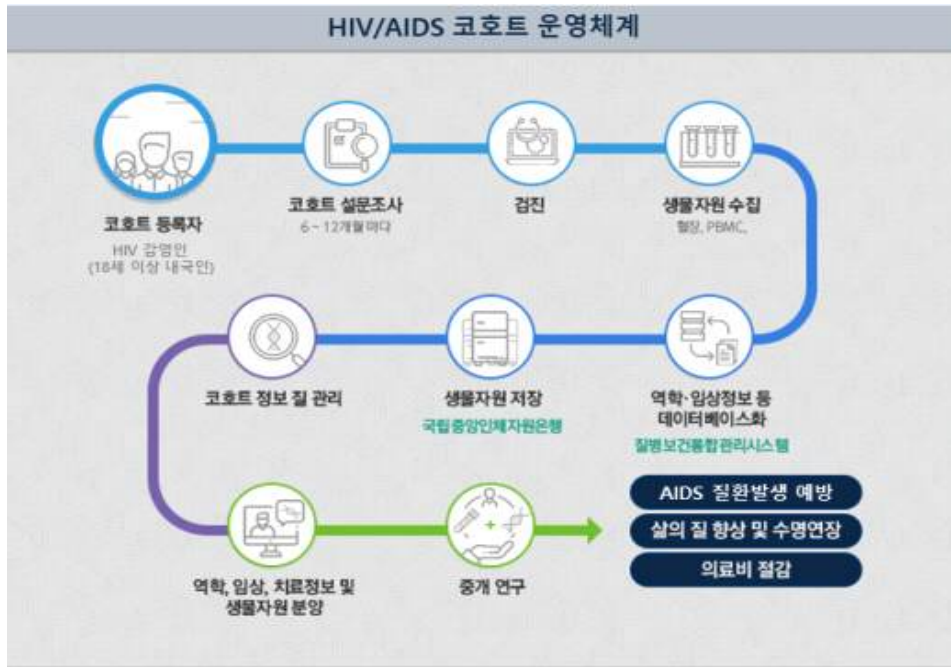 HIV/AIDS 코호트 운영체계
코호트 등록자
HIV 감염인
(18세 이상 내국인)
코호트 설문조사
6~12개월마다
검진
생물자원 수집
혈장, PBMC,
코호트 정보 질 관리
생물자원 저장
국립중앙인체자원은행
역학·임상정보 등
데이터베이스화
질병보건통합관리시스템
역학, 임상, 치료정보 및
생물자원 분양
중개 연구
AIDS 질환발생 예방
삶의 질 향상 및 수명연장
의료비 절감